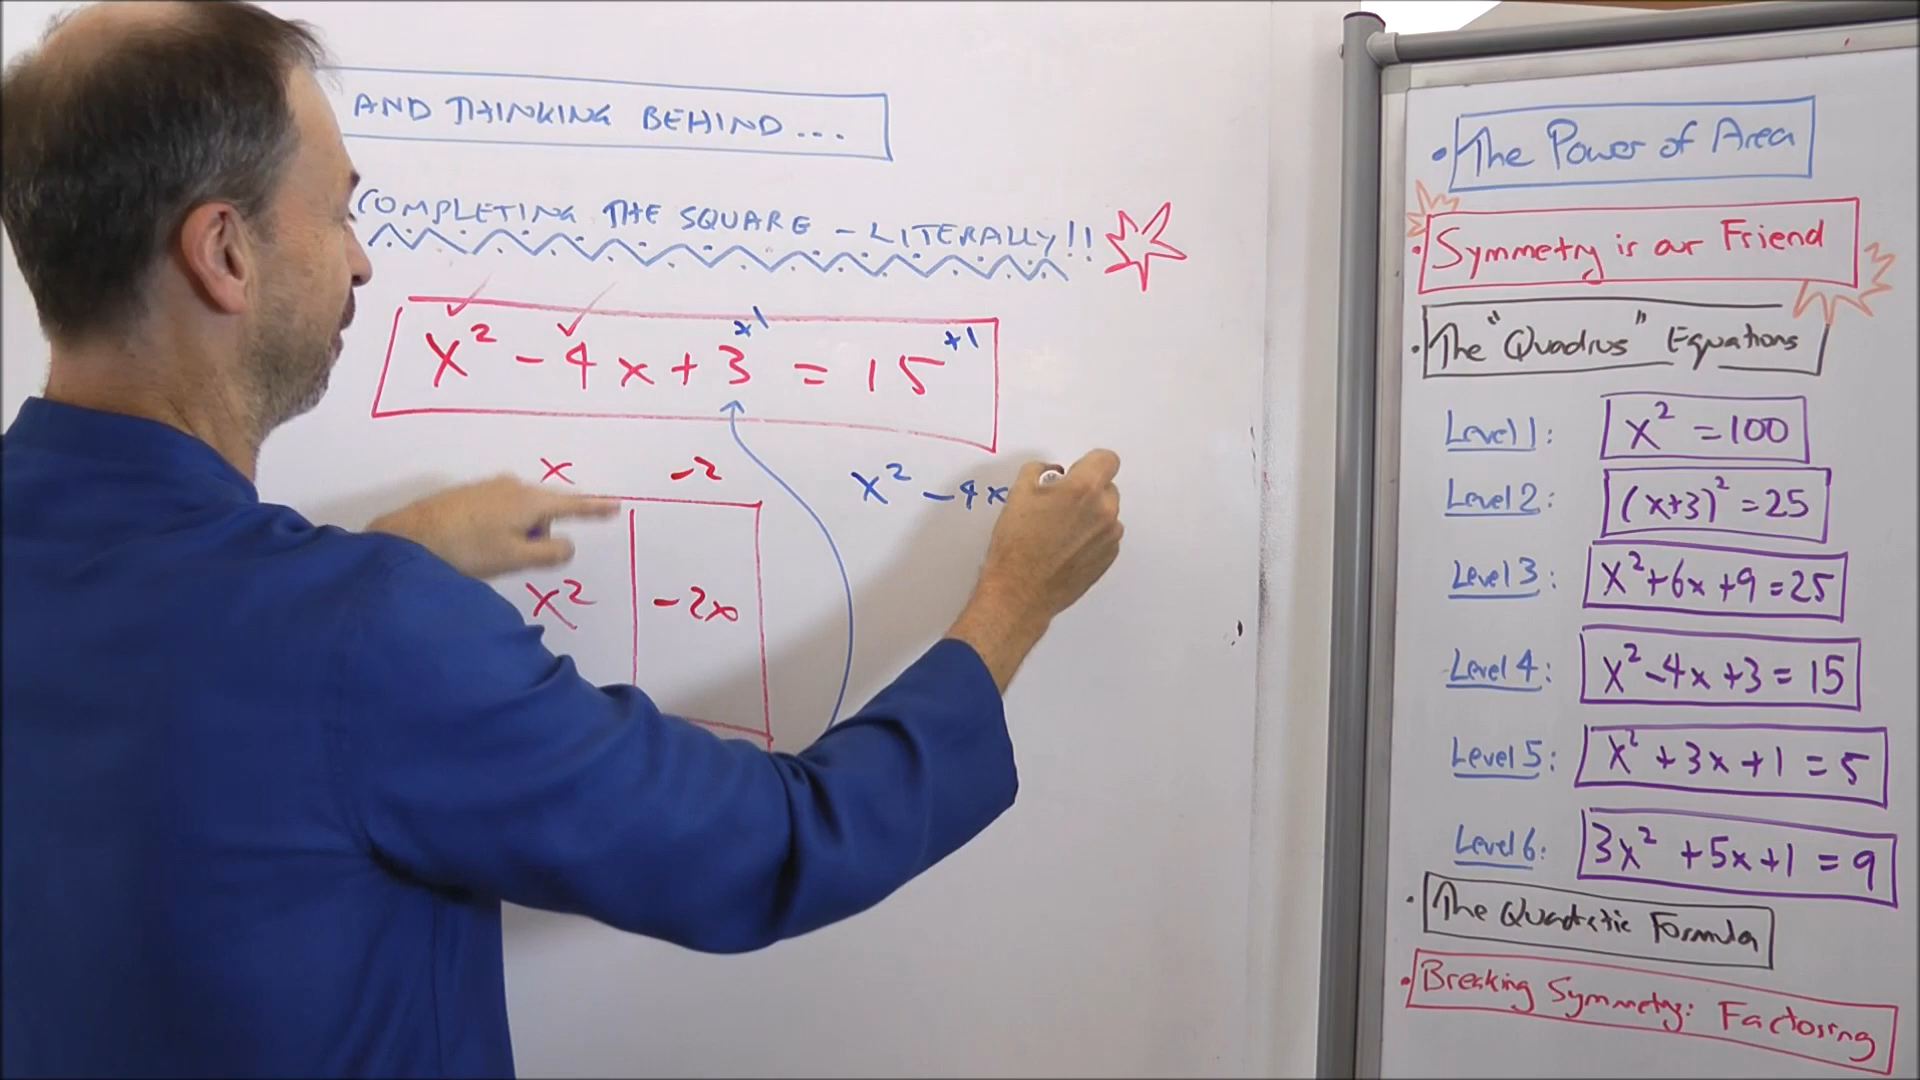 AND THINKING BEHIND...
COMPLETING THE SQUARE - LITERALLY!!
+1 +1
x² - 4x + 3 = 15
x -2
x² - 4x
x² -2x
• The Power of Area
• Symmetry is our Friend
• The "Quadrus" Equations
Level 1: x² = 100
Level 2: (x+3)² = 25
Level 3: x²+6x+9=25
Level 4: x²-4x+3=15
Level 5: x²+3x+1=5
Level 6: 3x²+5x+1=9
• The Quadratic Formula
• Breaking Symmetry: Factoring